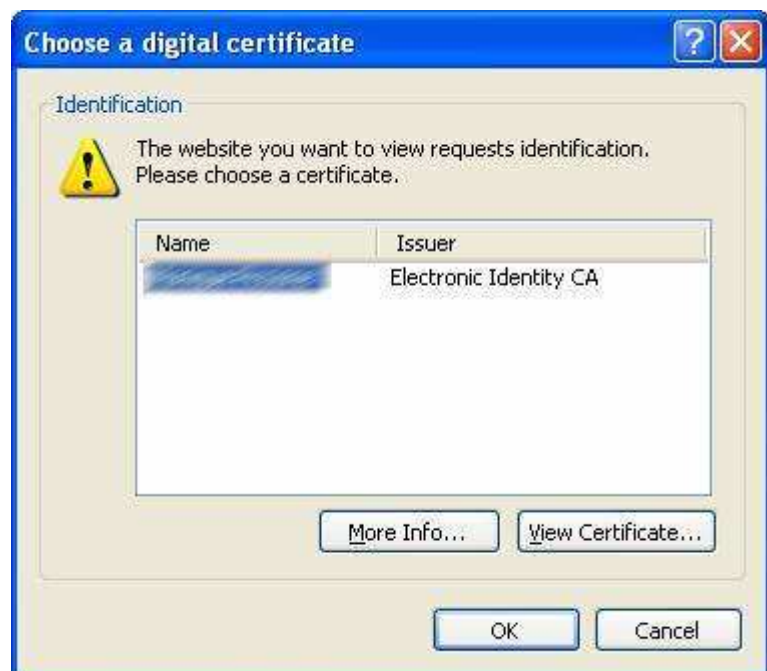 Choose a digital certificate
Identification
The website you want to view requests identification.
Please choose a certificate.
Name Issuer
Electronic Identity CA
More Info... View Certificate...
OK Cancel